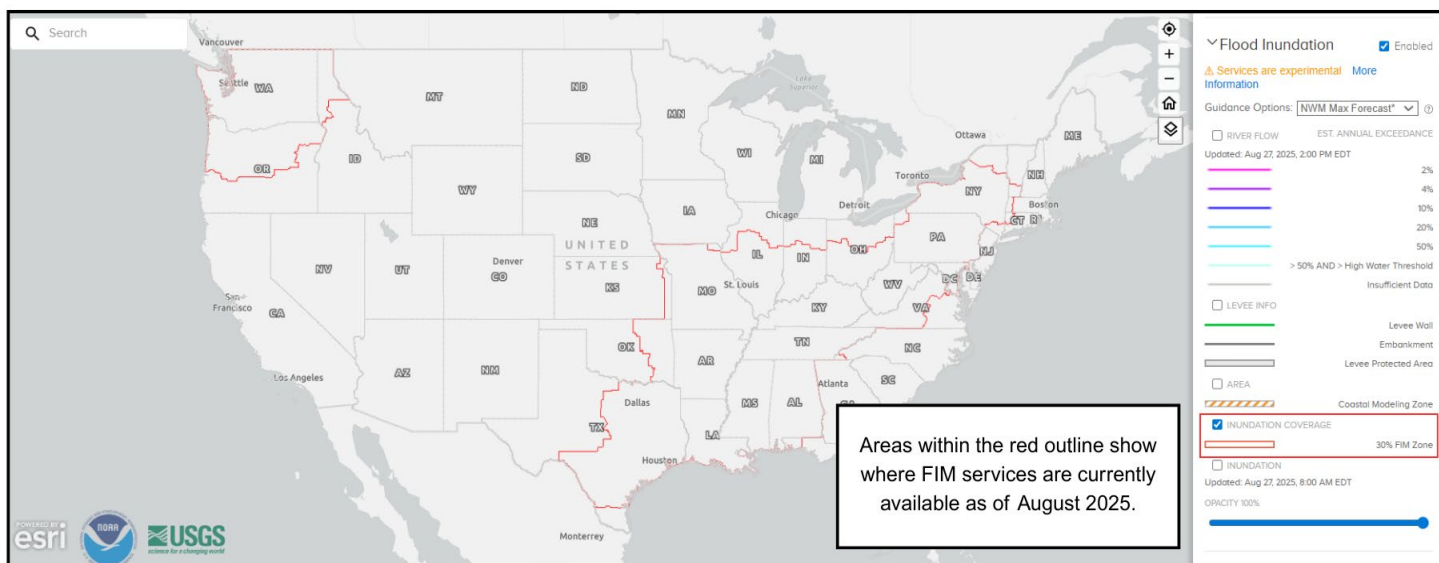 Search
Vancouver
Seattle
WA
MT
ND
MN
Lake
Superior
Ottawa
ME
OR
ID
SD
WI
MI
Toronto
NH
WY
NY
Boston
IA
Chicago
Detroit
CT
RI
NE
UNITED
STATES
PA
NJ
OH
IL
IN
NV
UT
Denver
CO
KS
MO
St. Louis
WV
DC
DE
VA
KY
San
Francisco
CA
TN
NC
OK
AR
Los Angeles
AZ
NM
Atlanta
SC
Dallas
MS
AL
GA
TX
LA
Houston
Monterrey
Areas within the red outline show
where FIM services are currently
available as of August 2025.
POWERED BY
esri
NOAA
USGS
science for a changing world
Flood Inundation
Enabled
Services are experimental More
Information
Guidance Options: NWM Max Forecast*
RIVER FLOW EST. ANNUAL EXCEEDANCE
Updated: Aug 27, 2025, 2:00 PM EDT
2%
4%
10%
20%
50%
> 50% AND > High Water Threshold
Insufficient Data
LEVEE INFO
Levee Wall
Embankment
Levee Protected Area
AREA
Coastal Modeling Zone
INUNDATION COVERAGE
30% FIM Zone
INUNDATION
Updated: Aug 27, 2025, 8:00 AM EDT
OPACITY 100%